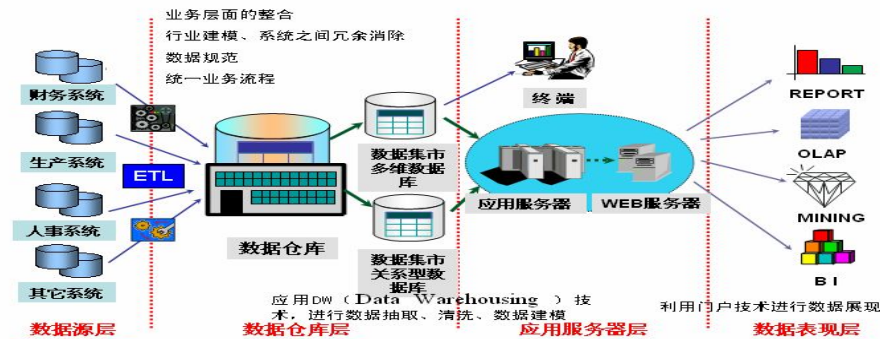 业务层面的整合
行业建模、系统之间冗余消除
数据规范
统一业务流程
财务系统
生产系统
ETL
人事系统
其它系统
数据仓库
数据集市
多维数据
库
数据集市
关系型数
据库
终端
应用服务器
WEB服务器
REPORT
OLAP
MINING
BI
应用DW（Data Warehousing ）技
术，进行数据抽取、清洗、数据建模
利用门户技术进行数据展现
数据源层
数据仓库层
应用服务器层
数据表现层